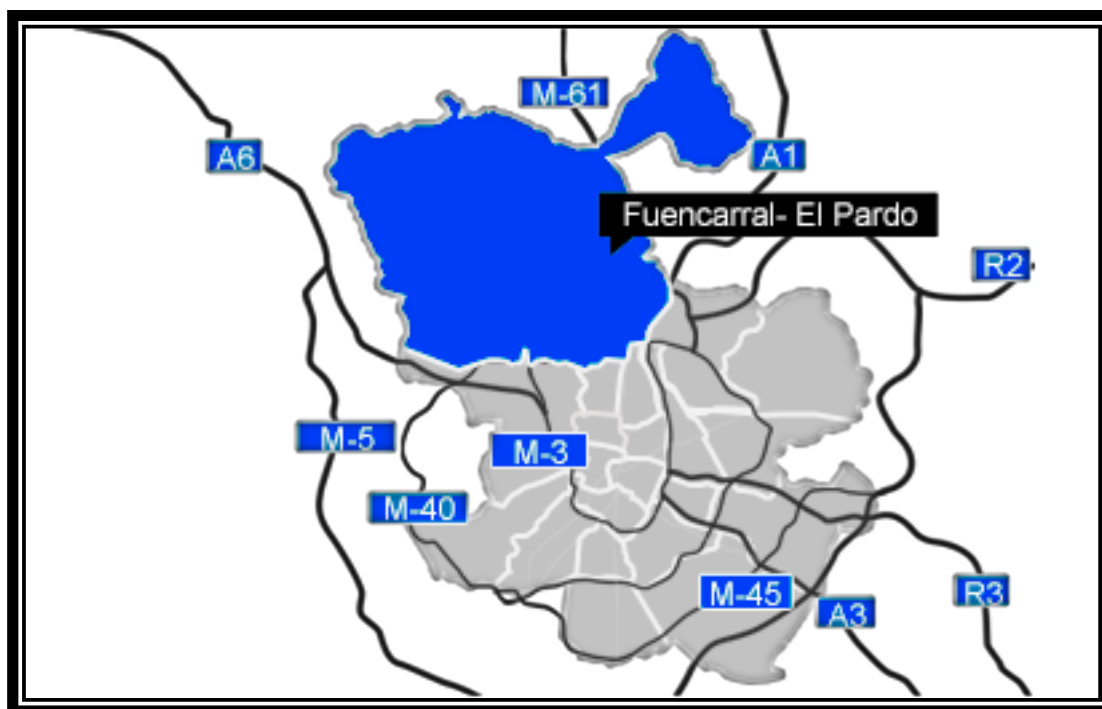 M-61
A6
A1
Fuencarral- El Pardo
R2
M-5
M-3
M-40
M-45
R3
A3